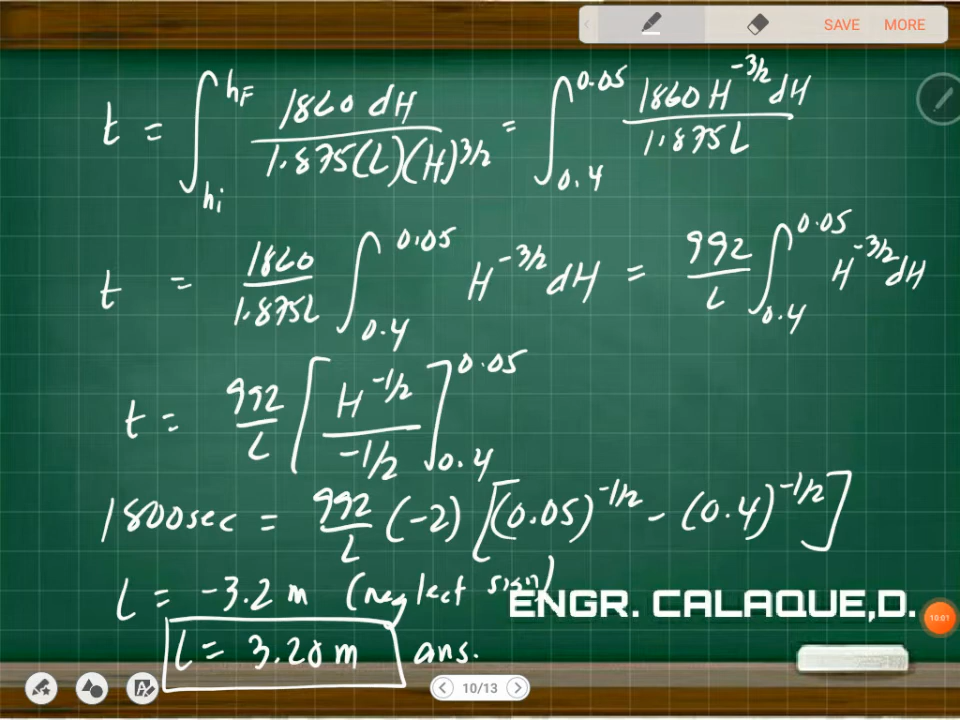 SAVE MORE
t = ∫_{hi}^{hF} 1860 dH / 1.875(L)(H)^{3/2} = ∫_{0.4}^{0.05} 1860 H^{-3/2} dH / 1.875L
t = 1860 / 1.875L ∫_{0.4}^{0.05} H^{-3/2} dH = 992 / L ∫_{0.4}^{0.05} H^{-3/2} dH
t = 992 / L [ H^{-1/2} / -1/2 ]_{0.4}^{0.05}
1800sec = 992 / L (-2) [(0.05)^{-1/2} - (0.4)^{-1/2}]
L = -3.2 m (neglect sign)
ENGR. CALAQUE,D.
10:01
L = 3.20 m ans.
10/13